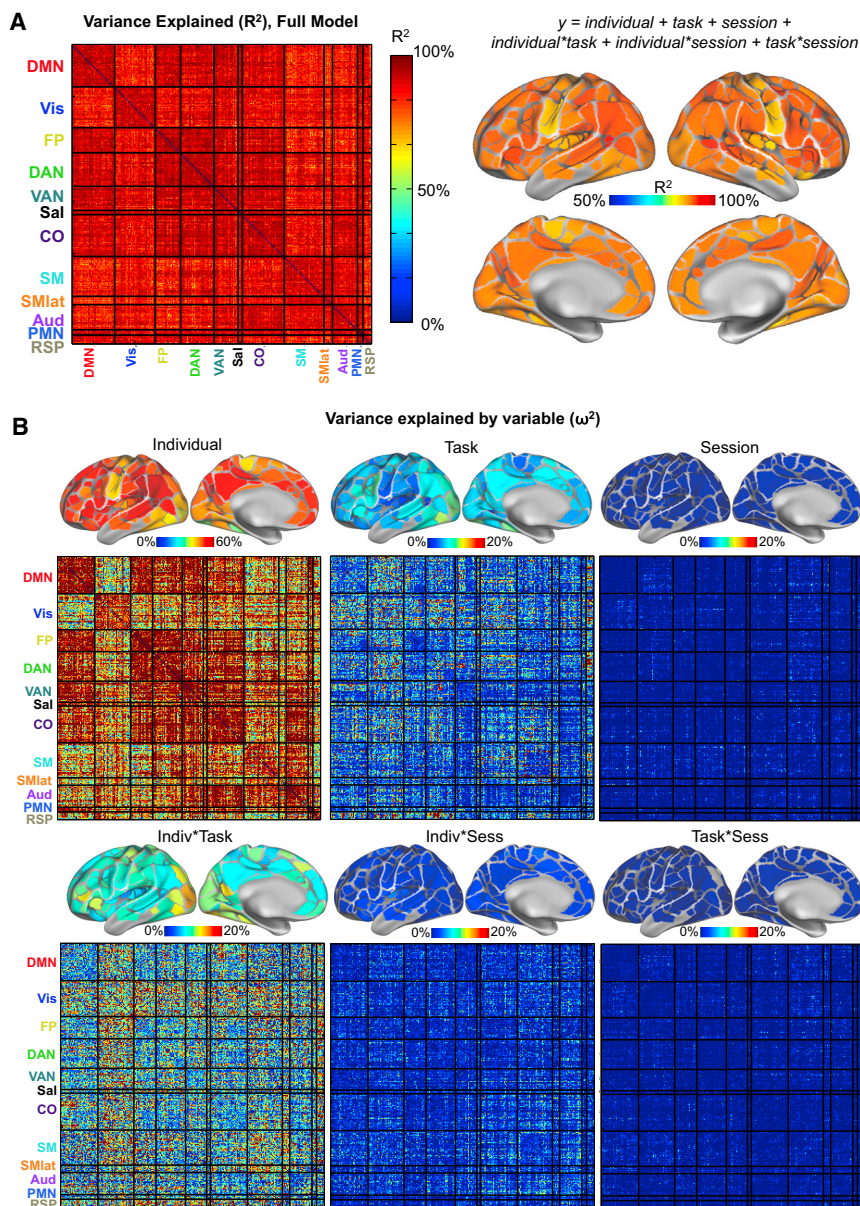 A
Variance Explained (R²), Full Model
y = individual + task + session +
individual*task + individual*session + task*session
R²
100%
50%
0%
DMN
Vis
FP
DAN
VAN
Sal
CO
SM
SMlat
Aud
PMN
RSP
DMN
Vis
FP
DAN
VAN
Sal
CO
SM
SMlat
Aud
PMN
RSP
R²
50% 100%
B
Variance explained by variable (ω²)
Individual Task Session
0% 60% 0% 20% 0% 20%
DMN
Vis
FP
DAN
VAN
Sal
CO
SM
SMlat
Aud
PMN
RSP
Indiv*Task Indiv*Sess Task*Sess
0% 20% 0% 20% 0% 20%
DMN
Vis
FP
DAN
VAN
Sal
CO
SM
SMlat
Aud
PMN
RSP